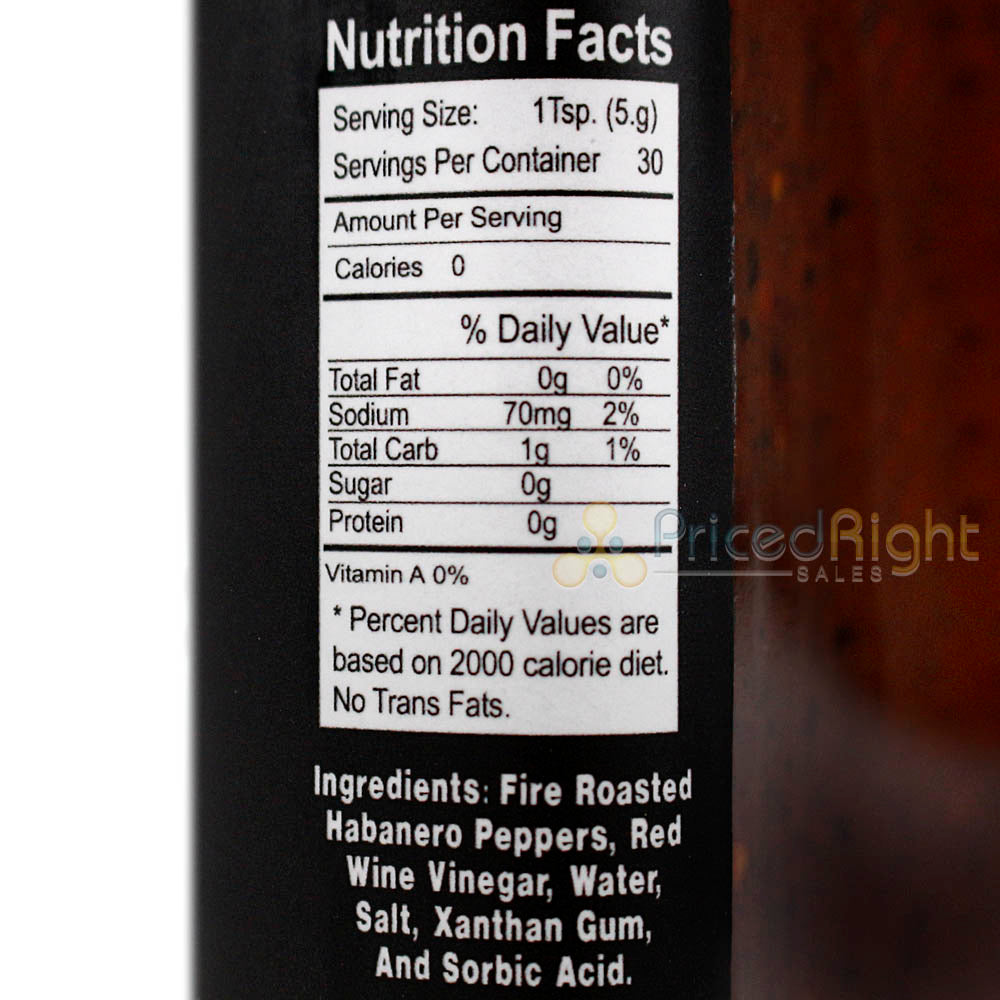 Nutrition Facts
Serving Size: 1Tsp. (5.g)
Servings Per Container 30
Amount Per Serving
Calories 0
% Daily Value*
Total Fat 0g 0%
Sodium 70mg 2%
Total Carb 1g 1%
Sugar 0g
Protein 0g
PricedRight
SALES
Vitamin A 0%
* Percent Daily Values are
based on 2000 calorie diet.
No Trans Fats.
Ingredients: Fire Roasted
Habanero Peppers, Red
Wine Vinegar, Water,
Salt, Xanthan Gum,
And Sorbic Acid.